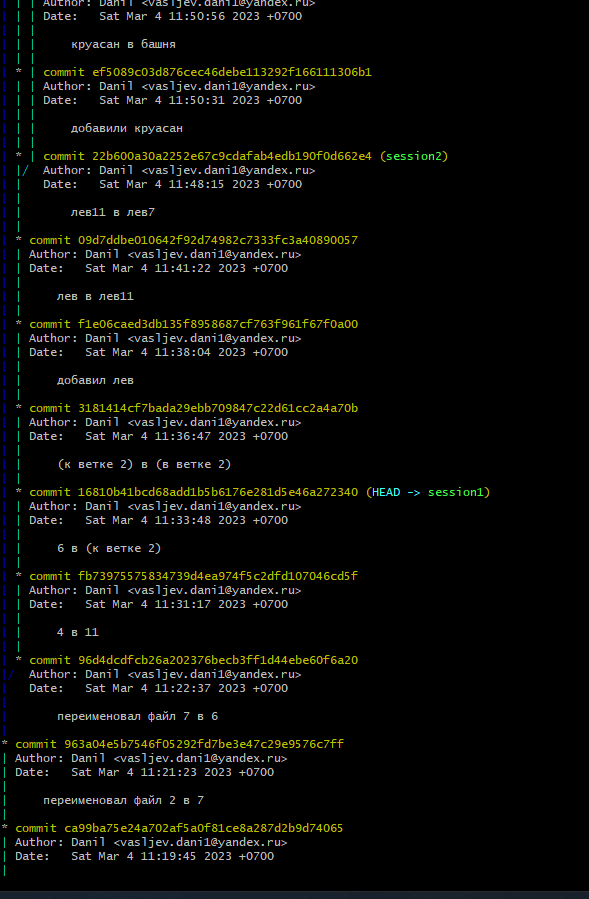 | | | Author: Danil <vasljev.dani1@yandex.ru>
| | | Date:   Sat Mar 4 11:50:56 2023 +0700
| | |
| | |     круасан в башня
| | |
| * | commit ef5089c03d876cec46debe113292f166111306b1
| | | Author: Danil <vasljev.dani1@yandex.ru>
| | | Date:   Sat Mar 4 11:50:31 2023 +0700
| | |
| | |     добавили круасан
| | |
| * | commit 22b600a30a2252e67c9cdafab4edb190f0d662e4 (session2)
| |/  Author: Danil <vasljev.dani1@yandex.ru>
| |   Date:   Sat Mar 4 11:48:15 2023 +0700
| |
| |       лев11 в лев7
| |
| * commit 09d7ddbe010642f92d74982c7333fc3a40890057
| | Author: Danil <vasljev.dani1@yandex.ru>
| | Date:   Sat Mar 4 11:41:22 2023 +0700
| |
| |     лев в лев11
| |
| * commit f1e06caed3db135f8958687cf763f961f67f0a00
| | Author: Danil <vasljev.dani1@yandex.ru>
| | Date:   Sat Mar 4 11:38:04 2023 +0700
| |
| |     добавил лев
| |
| * commit 3181414cf7bada29ebb709847c22d61cc2a4a70b
| | Author: Danil <vasljev.dani1@yandex.ru>
| | Date:   Sat Mar 4 11:36:47 2023 +0700
| |
| |     (к ветке 2) в (в ветке 2)
| |
| * commit 16810b41bcd68add1b5b6176e281d5e46a272340 (HEAD -> session1)
| | Author: Danil <vasljev.dani1@yandex.ru>
| | Date:   Sat Mar 4 11:33:48 2023 +0700
| |
| |     6 в (к ветке 2)
| |
| * commit fb73975575834739d4ea974f5c2dfd107046cd5f
| | Author: Danil <vasljev.dani1@yandex.ru>
| | Date:   Sat Mar 4 11:31:17 2023 +0700
| |
| |     4 в 11
| |
| * commit 96d4dcdfcb26a202376becb3ff1d44ebe60f6a20
|/  Author: Danil <vasljev.dani1@yandex.ru>
|   Date:   Sat Mar 4 11:22:37 2023 +0700
|
|       переименовал файл 7 в 6
|
* commit 963a04e5b7546f05292fd7be3e47c29e9576c7ff
| Author: Danil <vasljev.dani1@yandex.ru>
| Date:   Sat Mar 4 11:21:23 2023 +0700
|
|     переименовал файл 2 в 7
|
* commit ca99ba75e24a702af5a0f81ce8a287d2b9d74065
| Author: Danil <vasljev.dani1@yandex.ru>
| Date:   Sat Mar 4 11:19:45 2023 +0700
|